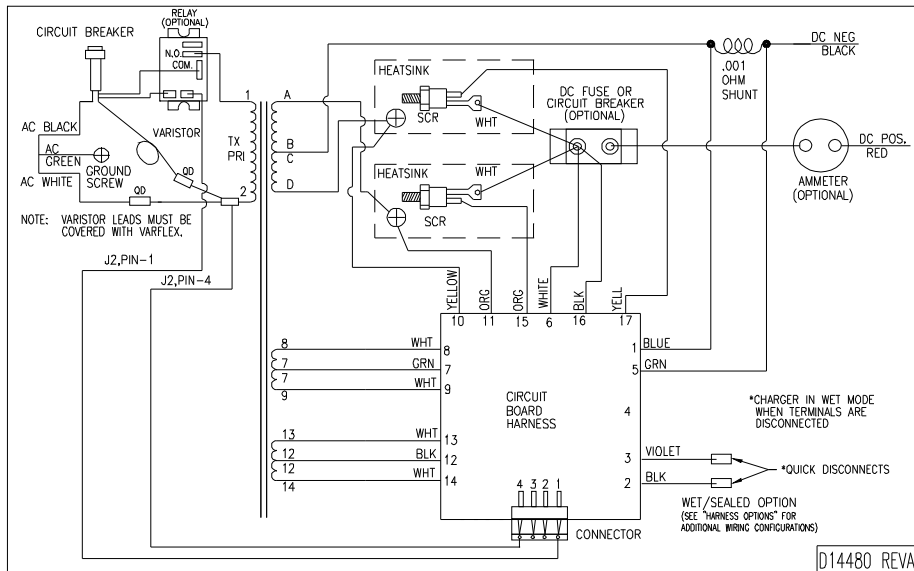 RELAY
(OPTIONAL)
CIRCUIT BREAKER
N.O.
COM.
DC NEG
BLACK
.001
OHM
SHUNT
HEATSINK
SCR
WHT
DC FUSE OR
CIRCUIT BREAKER
(OPTIONAL)
1
A
AC BLACK
VARISTOR
TX
PRI
B
C
D
2
AC
GREEN
GROUND
SCREW
QD
AC WHITE
QD
HEATSINK
WHT
SCR
DC POS.
RED
AMMETER
(OPTIONAL)
NOTE: VARISTOR LEADS MUST BE
COVERED WITH VARFLEX.
J2,PIN-1
J2,PIN-4
YELLOW
ORG
ORG
WHITE
BLK
YELL
10
11
15
6
16
17
8
WHT
8
7
GRN
7
7
WHT
9
9
1
BLUE
5
GRN
CIRCUIT
BOARD
HARNESS
4
*CHARGER IN WET MODE
WHEN TERMINALS ARE
DISCONNECTED
13
WHT
13
12
BLK
12
12
WHT
14
14
3
VIOLET
2
BLK
*QUICK DISCONNECTS
WET/SEALED OPTION
(SEE "HARNESS OPTIONS" FOR
ADDITIONAL WIRING CONFIGURATIONS)
4 3 2 1
CONNECTOR
D14480 REVA